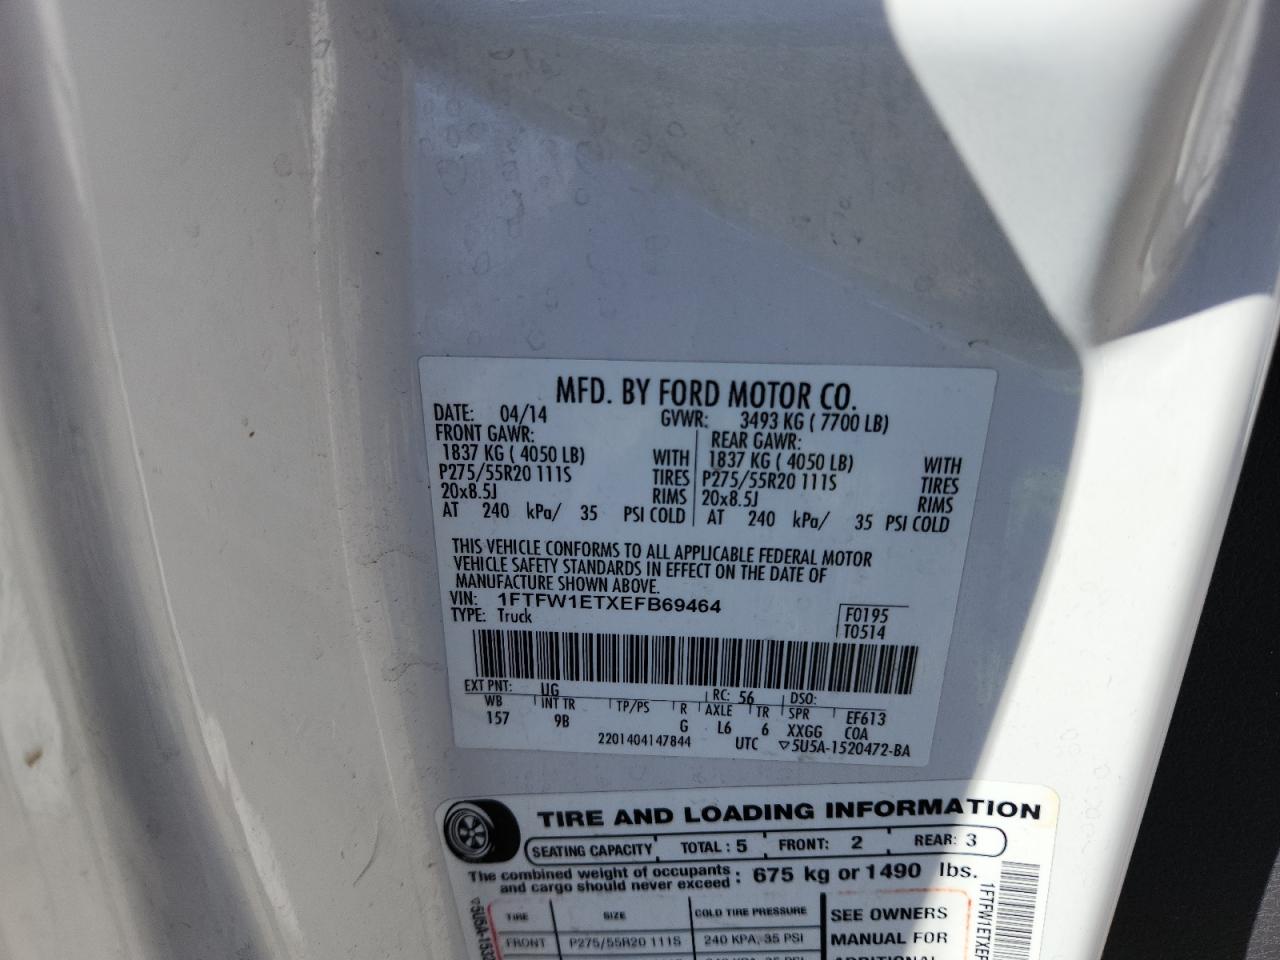 MFD. BY FORD MOTOR CO.
DATE: 04/14 GVWR: 3493 KG ( 7700 LB)
FRONT GAWR: REAR GAWR:
1837 KG ( 4050 LB) WITH 1837 KG ( 4050 LB) WITH
P275/55R20 111S TIRES P275/55R20 111S TIRES
20x8.5J RIMS 20x8.5J RIMS
AT 240 kPa/ 35 PSI COLD AT 240 kPa/ 35 PSI COLD
THIS VEHICLE CONFORMS TO ALL APPLICABLE FEDERAL MOTOR
VEHICLE SAFETY STANDARDS IN EFFECT ON THE DATE OF
MANUFACTURE SHOWN ABOVE.
VIN: 1FTFW1ETXEFB69464 F0195
TYPE: Truck T0514
EXT PNT: UG RC: 56 DSO:
WB INT TR TP/PS R AXLE TR SPR EF613
157 9B G L6 6 XXGG COA
2201404147844 UTC ▽5U5A-1520472-BA
TIRE AND LOADING INFORMATION
SEATING CAPACITY TOTAL : 5 FRONT: 2 REAR: 3
The combined weight of occupants
and cargo should never exceed : 675 kg or 1490 lbs.
TIRE SIZE COLD TIRE PRESSURE SEE OWNERS
FRONT P275/55R20 111S 240 KPA, 35 PSI MANUAL FOR
ADDITIONAL